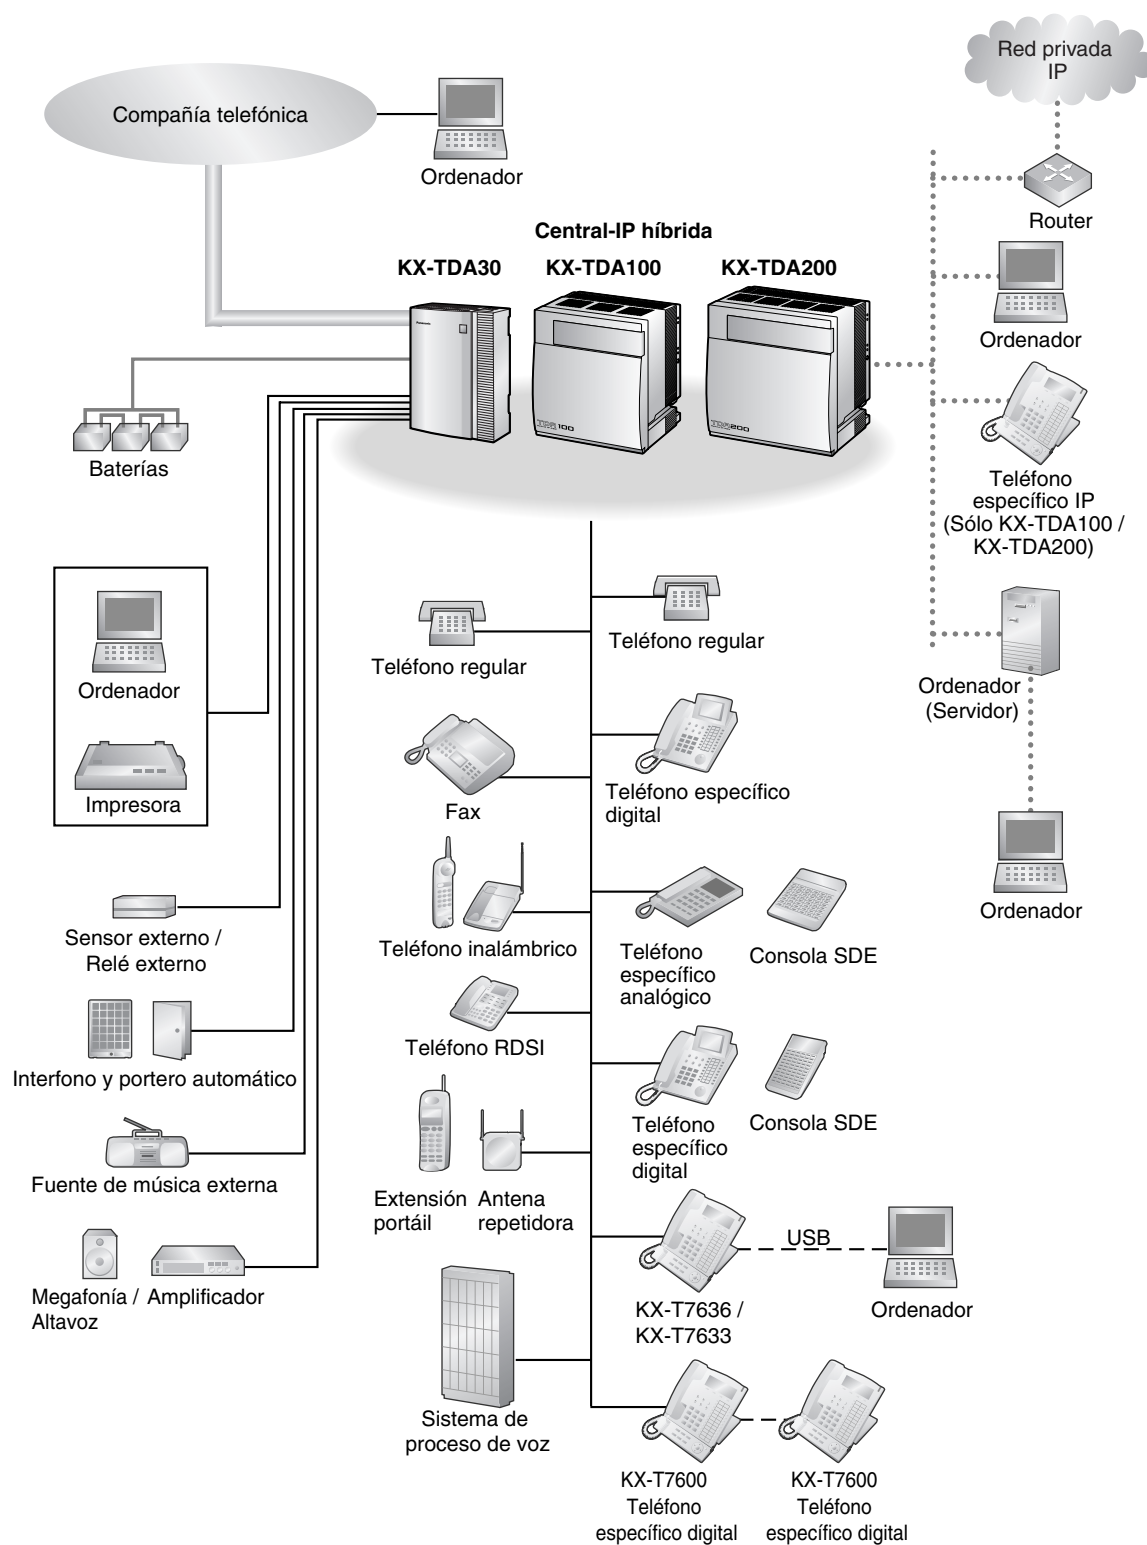 Red privada
IP
Compañía telefónica
Ordenador
Router
Central-IP híbrida
KX-TDA30
KX-TDA100
KX-TDA200
Panasonic
TDA100
TDA200
Ordenador
Baterías
Teléfono
específico IP
(Sólo KX-TDA100 /
KX-TDA200)
Ordenador
Impresora
Teléfono regular
Teléfono regular
Ordenador
(Servidor)
Fax
Teléfono específico
digital
Ordenador
Sensor externo /
Relé externo
Teléfono inalámbrico
Teléfono
específico
analógico
Consola SDE
Interfono y portero automático
Teléfono RDSI
Teléfono
específico
digital
Consola SDE
Fuente de música externa
Extensión
portáil
Antena
repetidora
USB
Megafonía /
Altavoz
Amplificador
KX-T7636 /
KX-T7633
Ordenador
Sistema de
proceso de voz
KX-T7600
Teléfono
específico digital
KX-T7600
Teléfono
específico digital